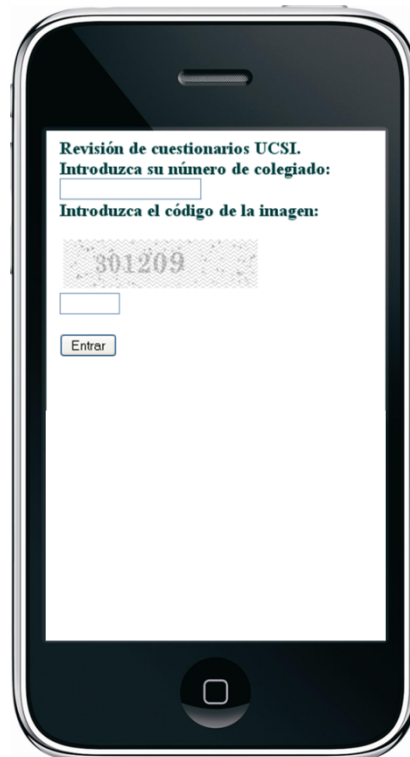 Revisión de cuestionarios UCSI.
Introduzca su número de colegiado:
Introduzca el código de la imagen:
301209
Entrar